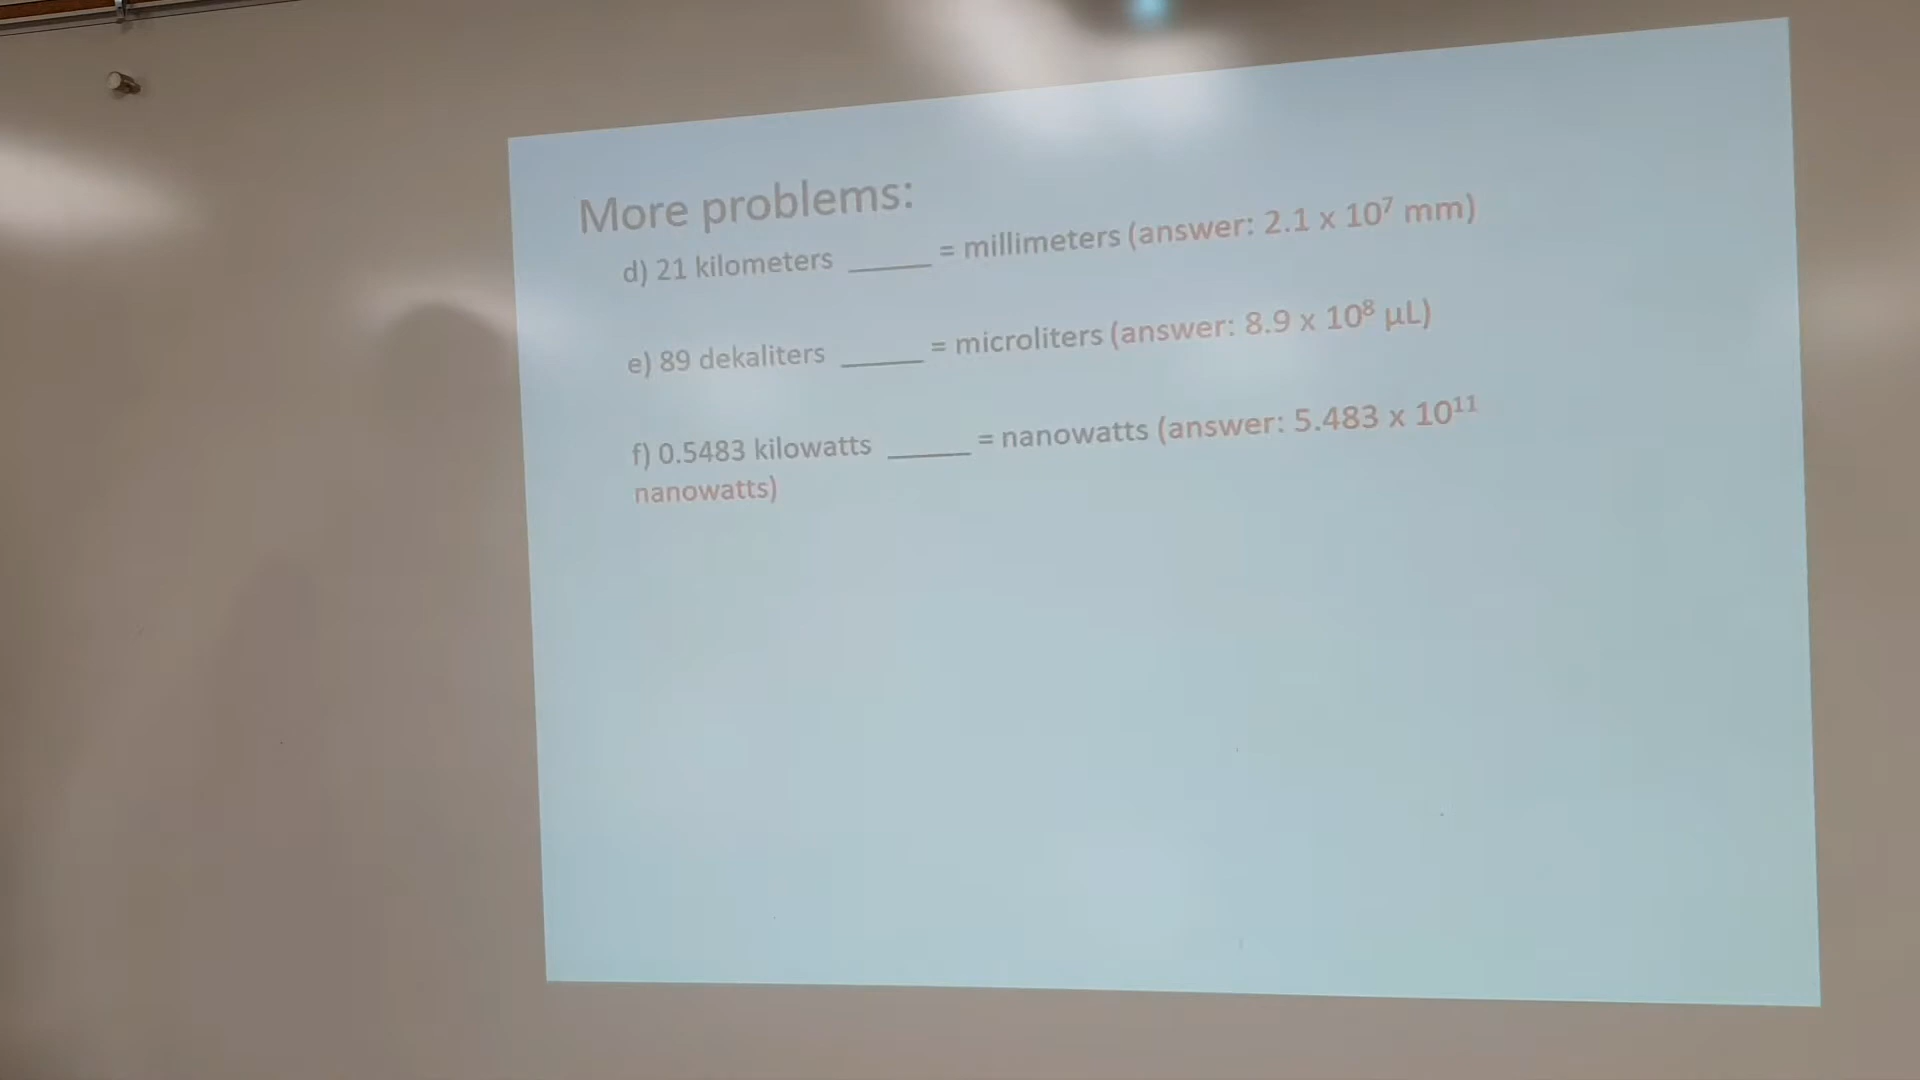 More problems:
d) 21 kilometers ______ = millimeters (answer: 2.1 x 10⁷ mm)
e) 89 dekaliters ______ = microliters (answer: 8.9 x 10⁸ µL)
f) 0.5483 kilowatts ______ = nanowatts (answer: 5.483 x 10¹¹
nanowatts)